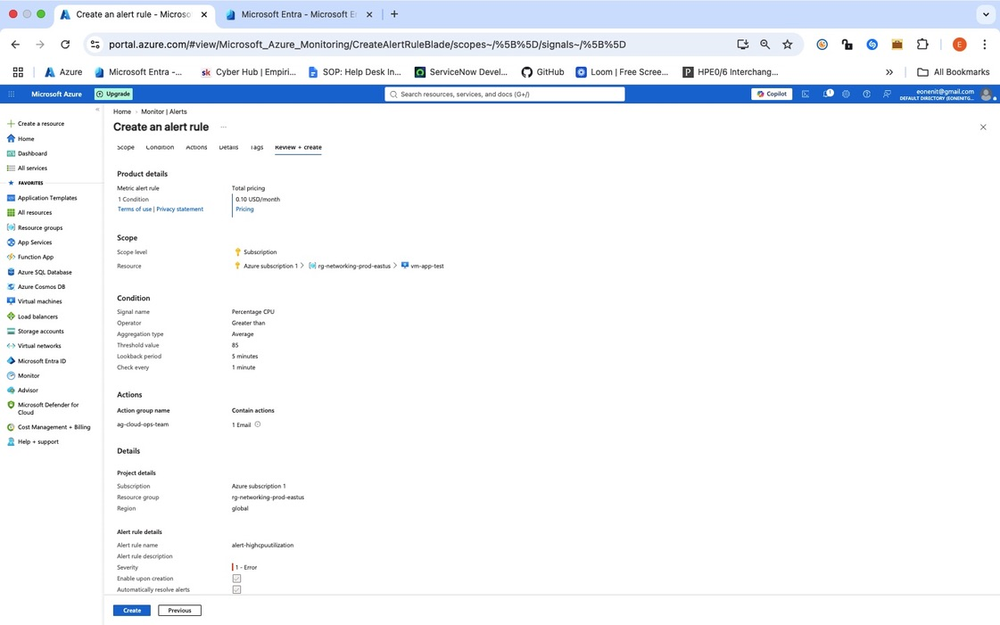 Create an alert rule - Microso
Microsoft Entra - Microsoft E
portal.azure.com/#view/Microsoft_Azure_Monitoring/CreateAlertRuleBlade/scopes~/%5B%5D/signals~/%5B%5D
E
Azure
Microsoft Entra -...
sk Cyber Hub | Empiri...
SOP: Help Desk In...
ServiceNow Devel...
GitHub
Loom | Free Scree...
P HPE0/6 Interchang...
»
All Bookmarks
Microsoft Azure
Upgrade
Search resources, services, and docs (G+/)
Copilot
1
eonenit@gmail.com
DEFAULT DIRECTORY (EONENITG...
Create a resource
Home
Dashboard
All services
FAVORITES
Application Templates
All resources
Resource groups
App Services
Function App
Azure SQL Database
Azure Cosmos DB
Virtual machines
Load balancers
Storage accounts
Virtual networks
Microsoft Entra ID
Monitor
Advisor
Microsoft Defender for
Cloud
Cost Management + Billing
Help + support
Home › Monitor | Alerts
Create an alert rule ...
Scope Condition Actions Details Tags Review + create
Product details
Metric alert rule Total pricing
1 Condition 0.10 USD/month
Terms of use | Privacy statement Pricing
Scope
Scope level Subscription
Resource Azure subscription 1 > rg-networking-prod-eastus > vm-app-test
Condition
Signal name Percentage CPU
Operator Greater than
Aggregation type Average
Threshold value 85
Lookback period 5 minutes
Check every 1 minute
Actions
Action group name Contain actions
ag-cloud-ops-team 1 Email
Details
Project details
Subscription Azure subscription 1
Resource group rg-networking-prod-eastus
Region global
Alert rule details
Alert rule name alert-highcpuutilization
Alert rule description
Severity 1 - Error
Enable upon creation
Automatically resolve alerts
Create Previous